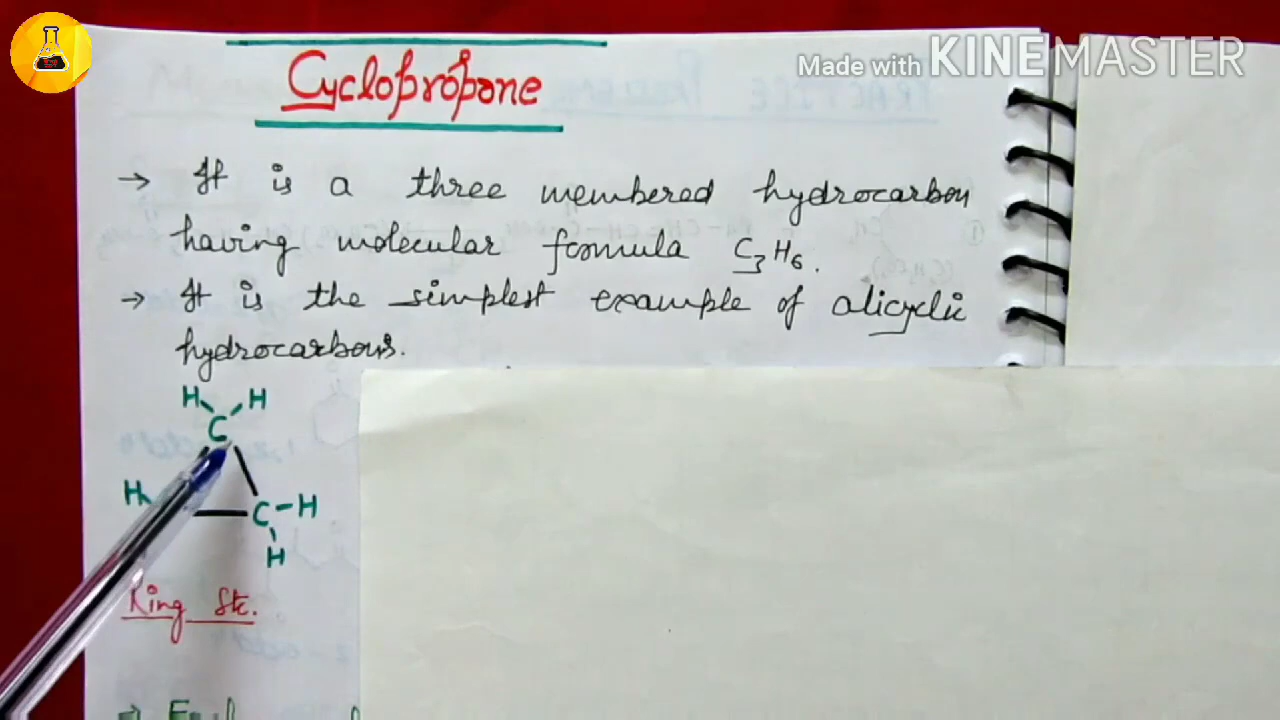 Made with KINEMASTER
Cyclopropane
→ It is a three membered hydrocarbon
having molecular formula C3H6.
→ It is the simplest example of alicyclic
hydrocarbons.
H H
C
H C-H
H
Ring Str.